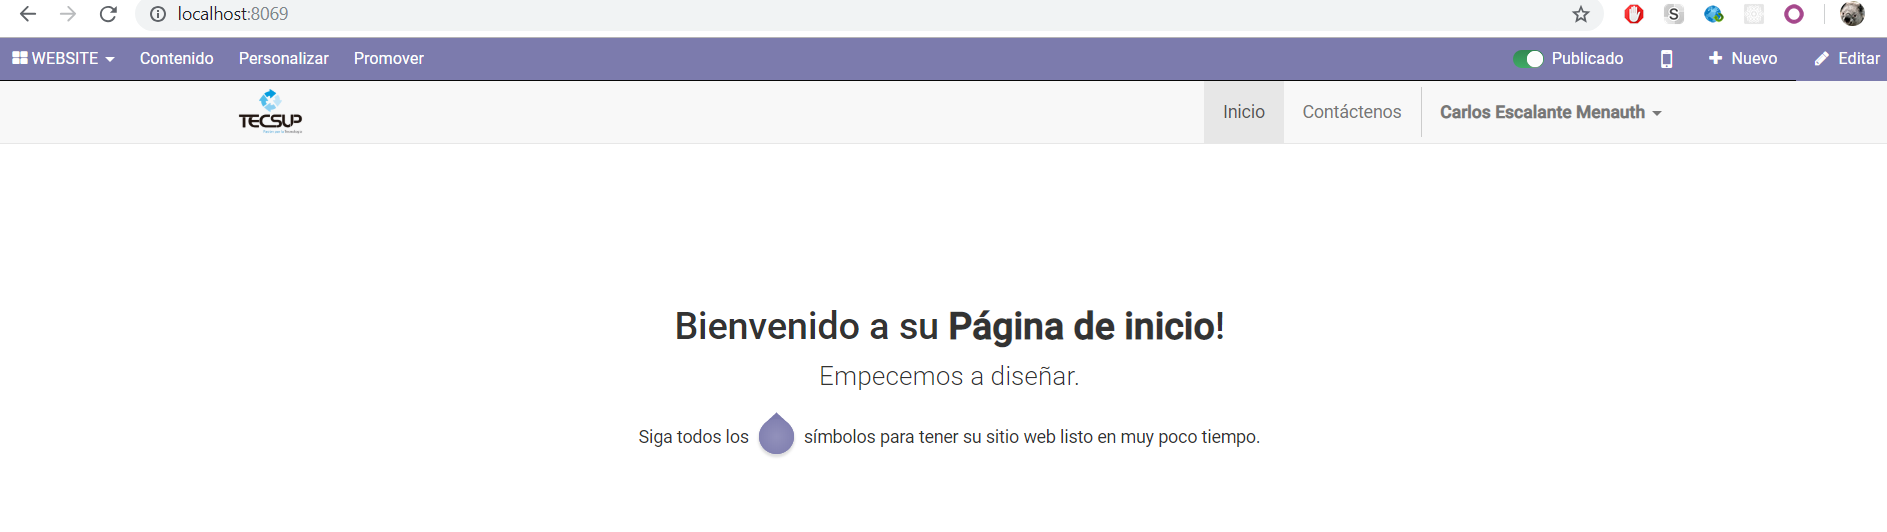 localhost:8069
WEBSITE Contenido Personalizar Promover Publicado Nuevo Editar
TECSUP Inicio Contáctenos Carlos Escalante Menauth
Bienvenido a su Página de inicio!
Empecemos a diseñar.
Siga todos los símbolos para tener su sitio web listo en muy poco tiempo.